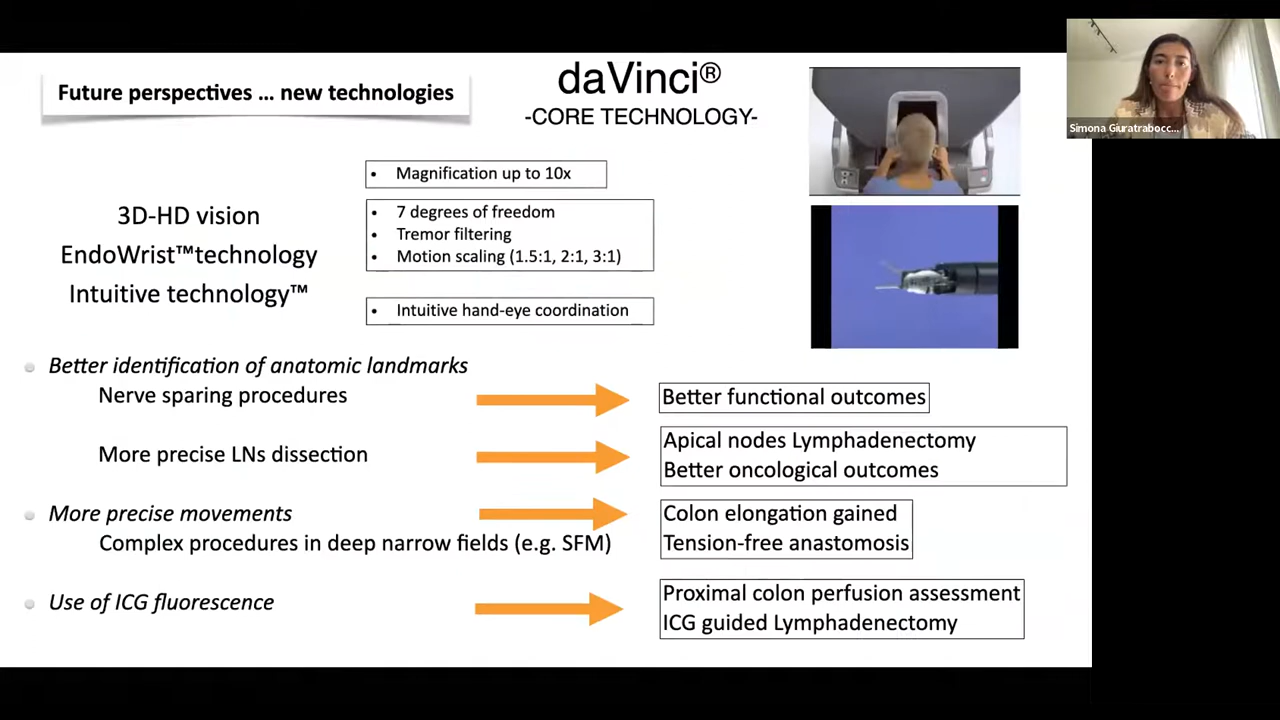 Future perspectives ... new technologies
daVinci®
-CORE TECHNOLOGY-
Simona Giuratrabocc...
3D-HD vision
EndoWrist™technology
Intuitive technology™
• Magnification up to 10x
• 7 degrees of freedom
• Tremor filtering
• Motion scaling (1.5:1, 2:1, 3:1)
• Intuitive hand-eye coordination
Better identification of anatomic landmarks
Nerve sparing procedures
Better functional outcomes
More precise LNs dissection
Apical nodes Lymphadenectomy
Better oncological outcomes
More precise movements
Complex procedures in deep narrow fields (e.g. SFM)
Colon elongation gained
Tension-free anastomosis
Use of ICG fluorescence
Proximal colon perfusion assessment
ICG guided Lymphadenectomy